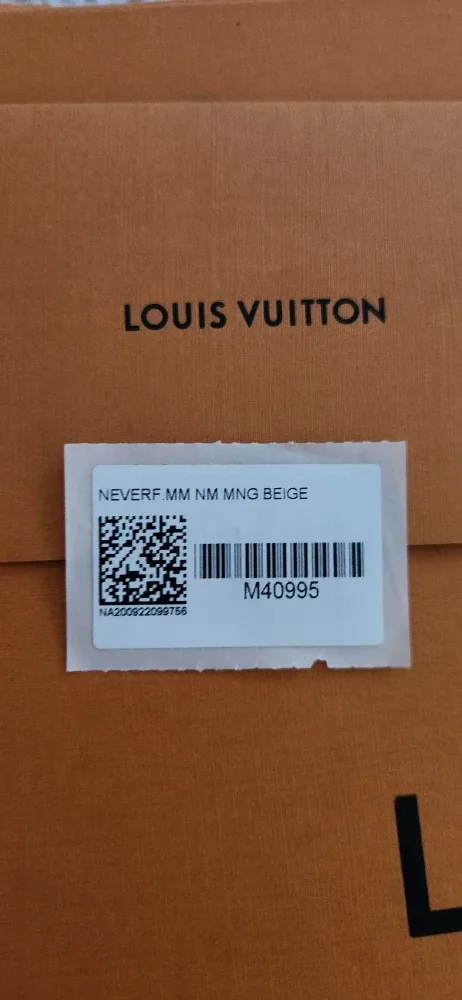 LOUIS VUITTON
NEVERF.MM NM MNG BEIGE
M40995
NA200922099756
L